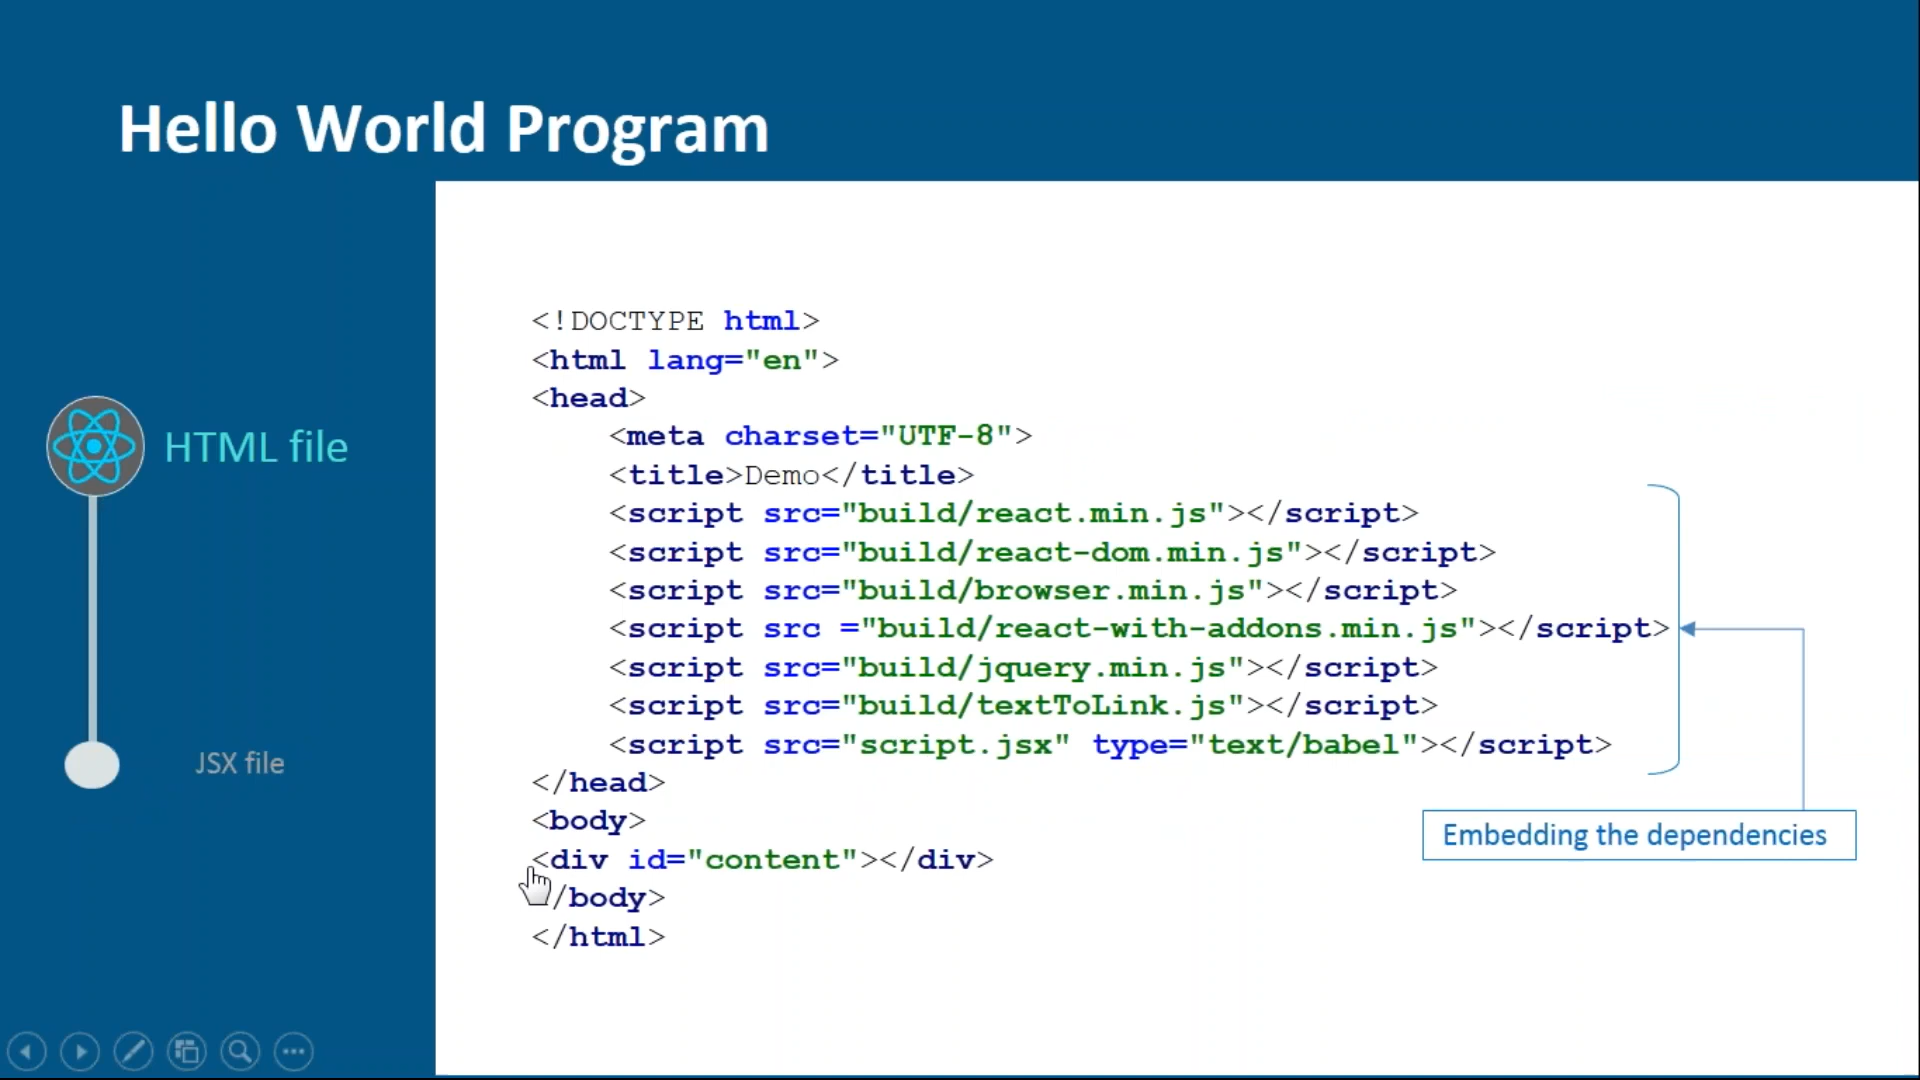 Hello World Program
HTML file
JSX file
<!DOCTYPE html>
<html lang="en">
<head>
<meta charset="UTF-8">
<title>Demo</title>
<script src="build/react.min.js"></script>
<script src="build/react-dom.min.js"></script>
<script src="build/browser.min.js"></script>
<script src ="build/react-with-addons.min.js"></script>
<script src="build/jquery.min.js"></script>
<script src="build/textToLink.js"></script>
<script src="script.jsx" type="text/babel"></script>
</head>
<body>
<div id="content"></div>
/body>
</html>
Embedding the dependencies